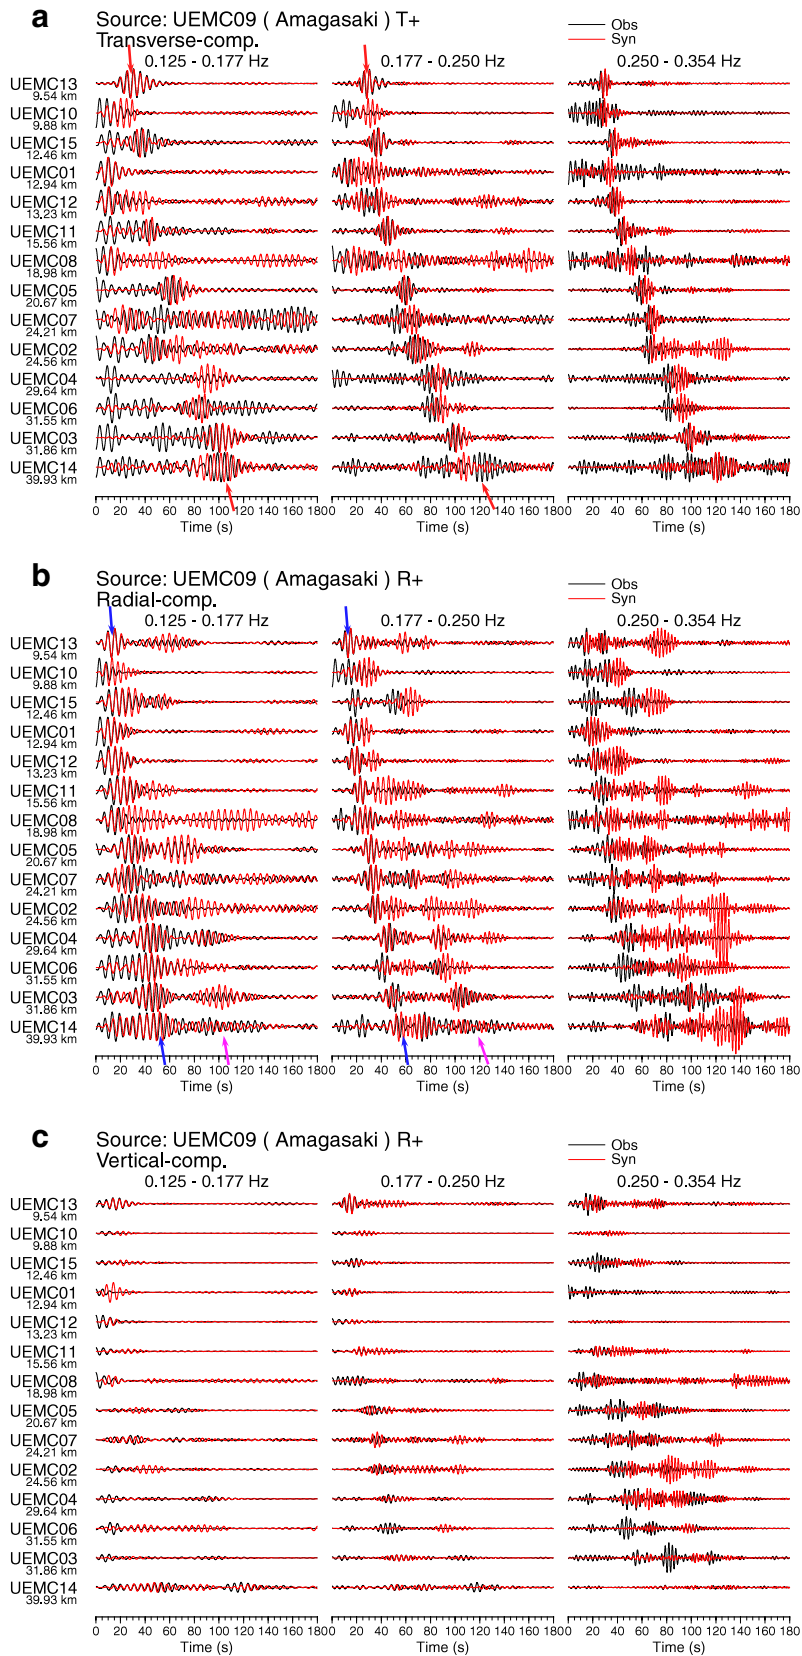 a
Source: UEMC09 ( Amagasaki ) T+
Transverse-comp.
Obs
Syn
0.125 - 0.177 Hz
0.177 - 0.250 Hz
0.250 - 0.354 Hz
UEMC13
9.54 km
UEMC10
9.88 km
UEMC15
12.46 km
UEMC01
12.94 km
UEMC12
13.23 km
UEMC11
15.56 km
UEMC08
18.98 km
UEMC05
20.67 km
UEMC07
24.21 km
UEMC02
24.56 km
UEMC04
29.64 km
UEMC06
31.55 km
UEMC03
31.86 km
UEMC14
39.93 km
0 20 40 60 80 100 120 140 160 180
0 20 40 60 80 100 120 140 160 180
0 20 40 60 80 100 120 140 160 180
Time (s)
Time (s)
Time (s)
b
Source: UEMC09 ( Amagasaki ) R+
Radial-comp.
Obs
Syn
0.125 - 0.177 Hz
0.177 - 0.250 Hz
0.250 - 0.354 Hz
UEMC13
9.54 km
UEMC10
9.88 km
UEMC15
12.46 km
UEMC01
12.94 km
UEMC12
13.23 km
UEMC11
15.56 km
UEMC08
18.98 km
UEMC05
20.67 km
UEMC07
24.21 km
UEMC02
24.56 km
UEMC04
29.64 km
UEMC06
31.55 km
UEMC03
31.86 km
UEMC14
39.93 km
0 20 40 60 80 100 120 140 160 180
0 20 40 60 80 100 120 140 160 180
0 20 40 60 80 100 120 140 160 180
Time (s)
Time (s)
Time (s)
c
Source: UEMC09 ( Amagasaki ) R+
Vertical-comp.
Obs
Syn
0.125 - 0.177 Hz
0.177 - 0.250 Hz
0.250 - 0.354 Hz
UEMC13
9.54 km
UEMC10
9.88 km
UEMC15
12.46 km
UEMC01
12.94 km
UEMC12
13.23 km
UEMC11
15.56 km
UEMC08
18.98 km
UEMC05
20.67 km
UEMC07
24.21 km
UEMC02
24.56 km
UEMC04
29.64 km
UEMC06
31.55 km
UEMC03
31.86 km
UEMC14
39.93 km
0 20 40 60 80 100 120 140 160 180
0 20 40 60 80 100 120 140 160 180
0 20 40 60 80 100 120 140 160 180
Time (s)
Time (s)
Time (s)